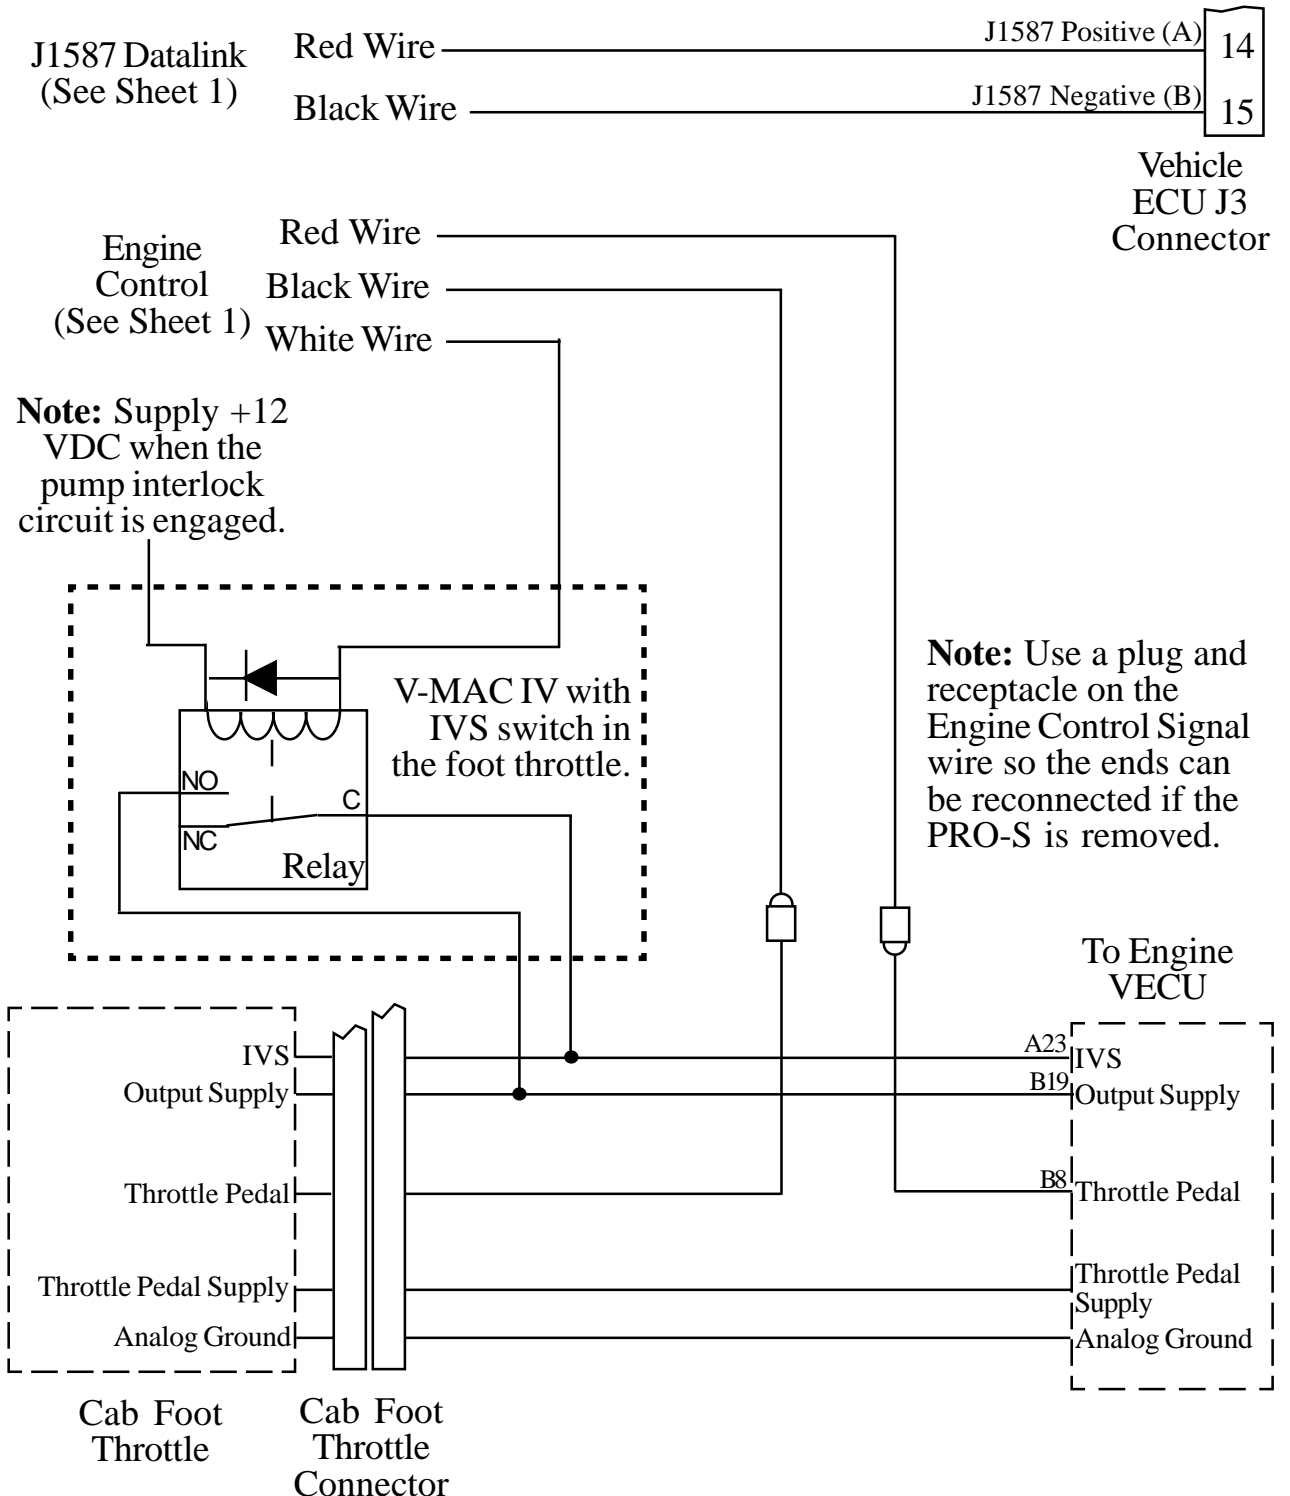 J1587 Datalink
(See Sheet 1)
Red Wire
J1587 Positive (A)
14
Black Wire
J1587 Negative (B)
15
Vehicle
ECU J3
Connector
Engine
Control
(See Sheet 1)
Red Wire
Black Wire
White Wire
Note: Supply +12
VDC when the
pump interlock
circuit is engaged.
V-MAC IV with
IVS switch in
the foot throttle.
NO
C
NC
Relay
Note: Use a plug and
receptacle on the
Engine Control Signal
wire so the ends can
be reconnected if the
PRO-S is removed.
To Engine
VECU
IVS
Output Supply
Throttle Pedal
Throttle Pedal Supply
Analog Ground
A23
IVS
B19
Output Supply
B8
Throttle Pedal
Throttle Pedal
Supply
Analog Ground
Cab Foot
Throttle
Cab Foot
Throttle
Connector